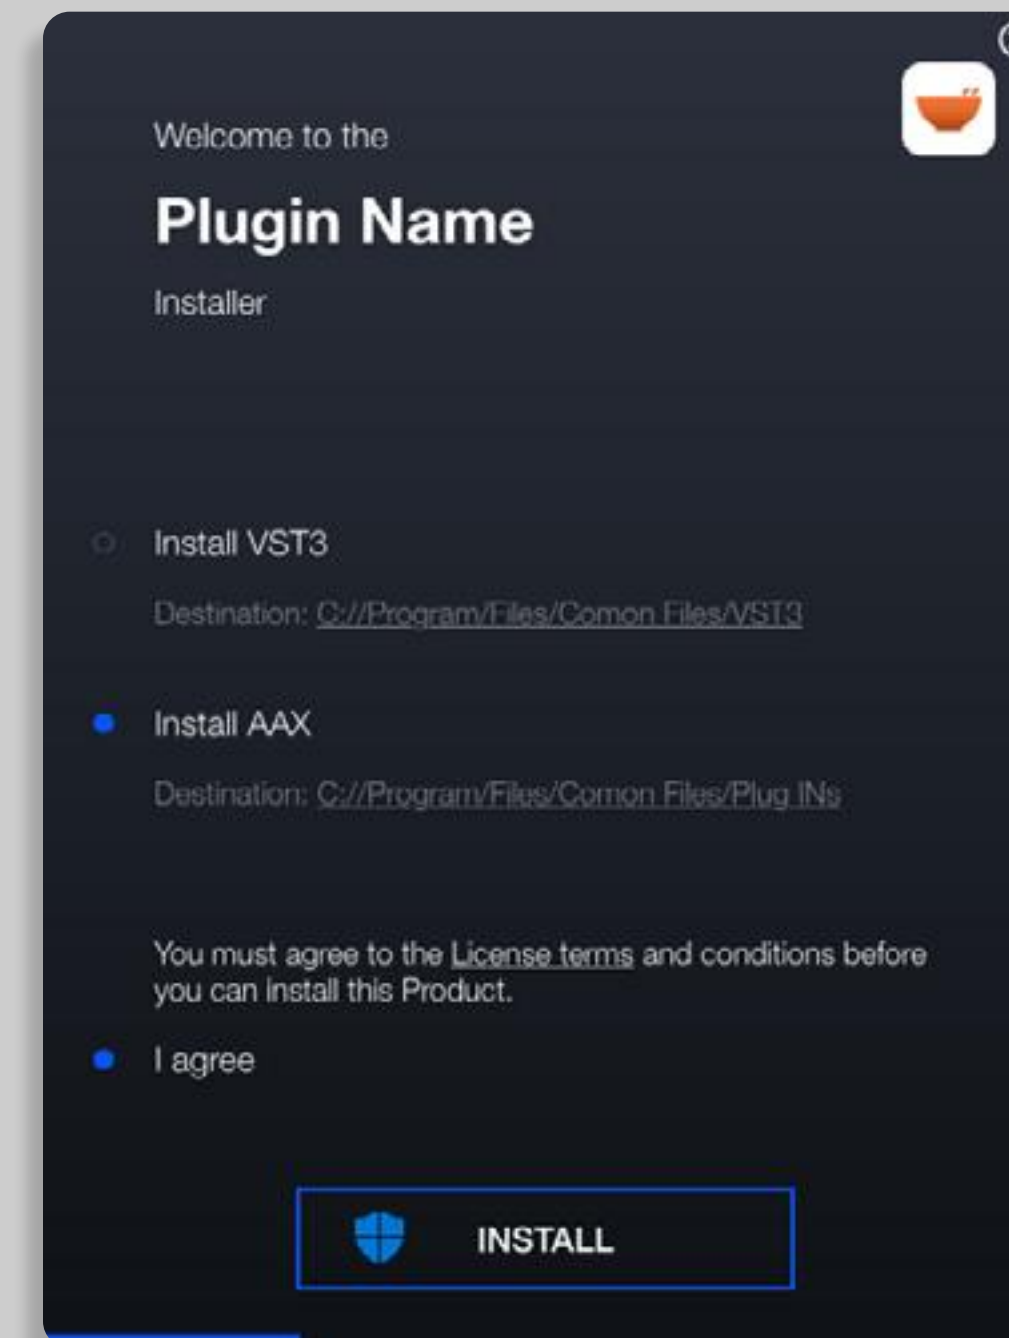 Welcome to the
Plugin Name
Installer
Install VST3
Destination: C://Program/Files/Comon Files/VST3
Install AAX
Destination: C://Program/Files/Comon Files/Plug INs
You must agree to the License terms and conditions before
you can install this Product.
I agree
INSTALL